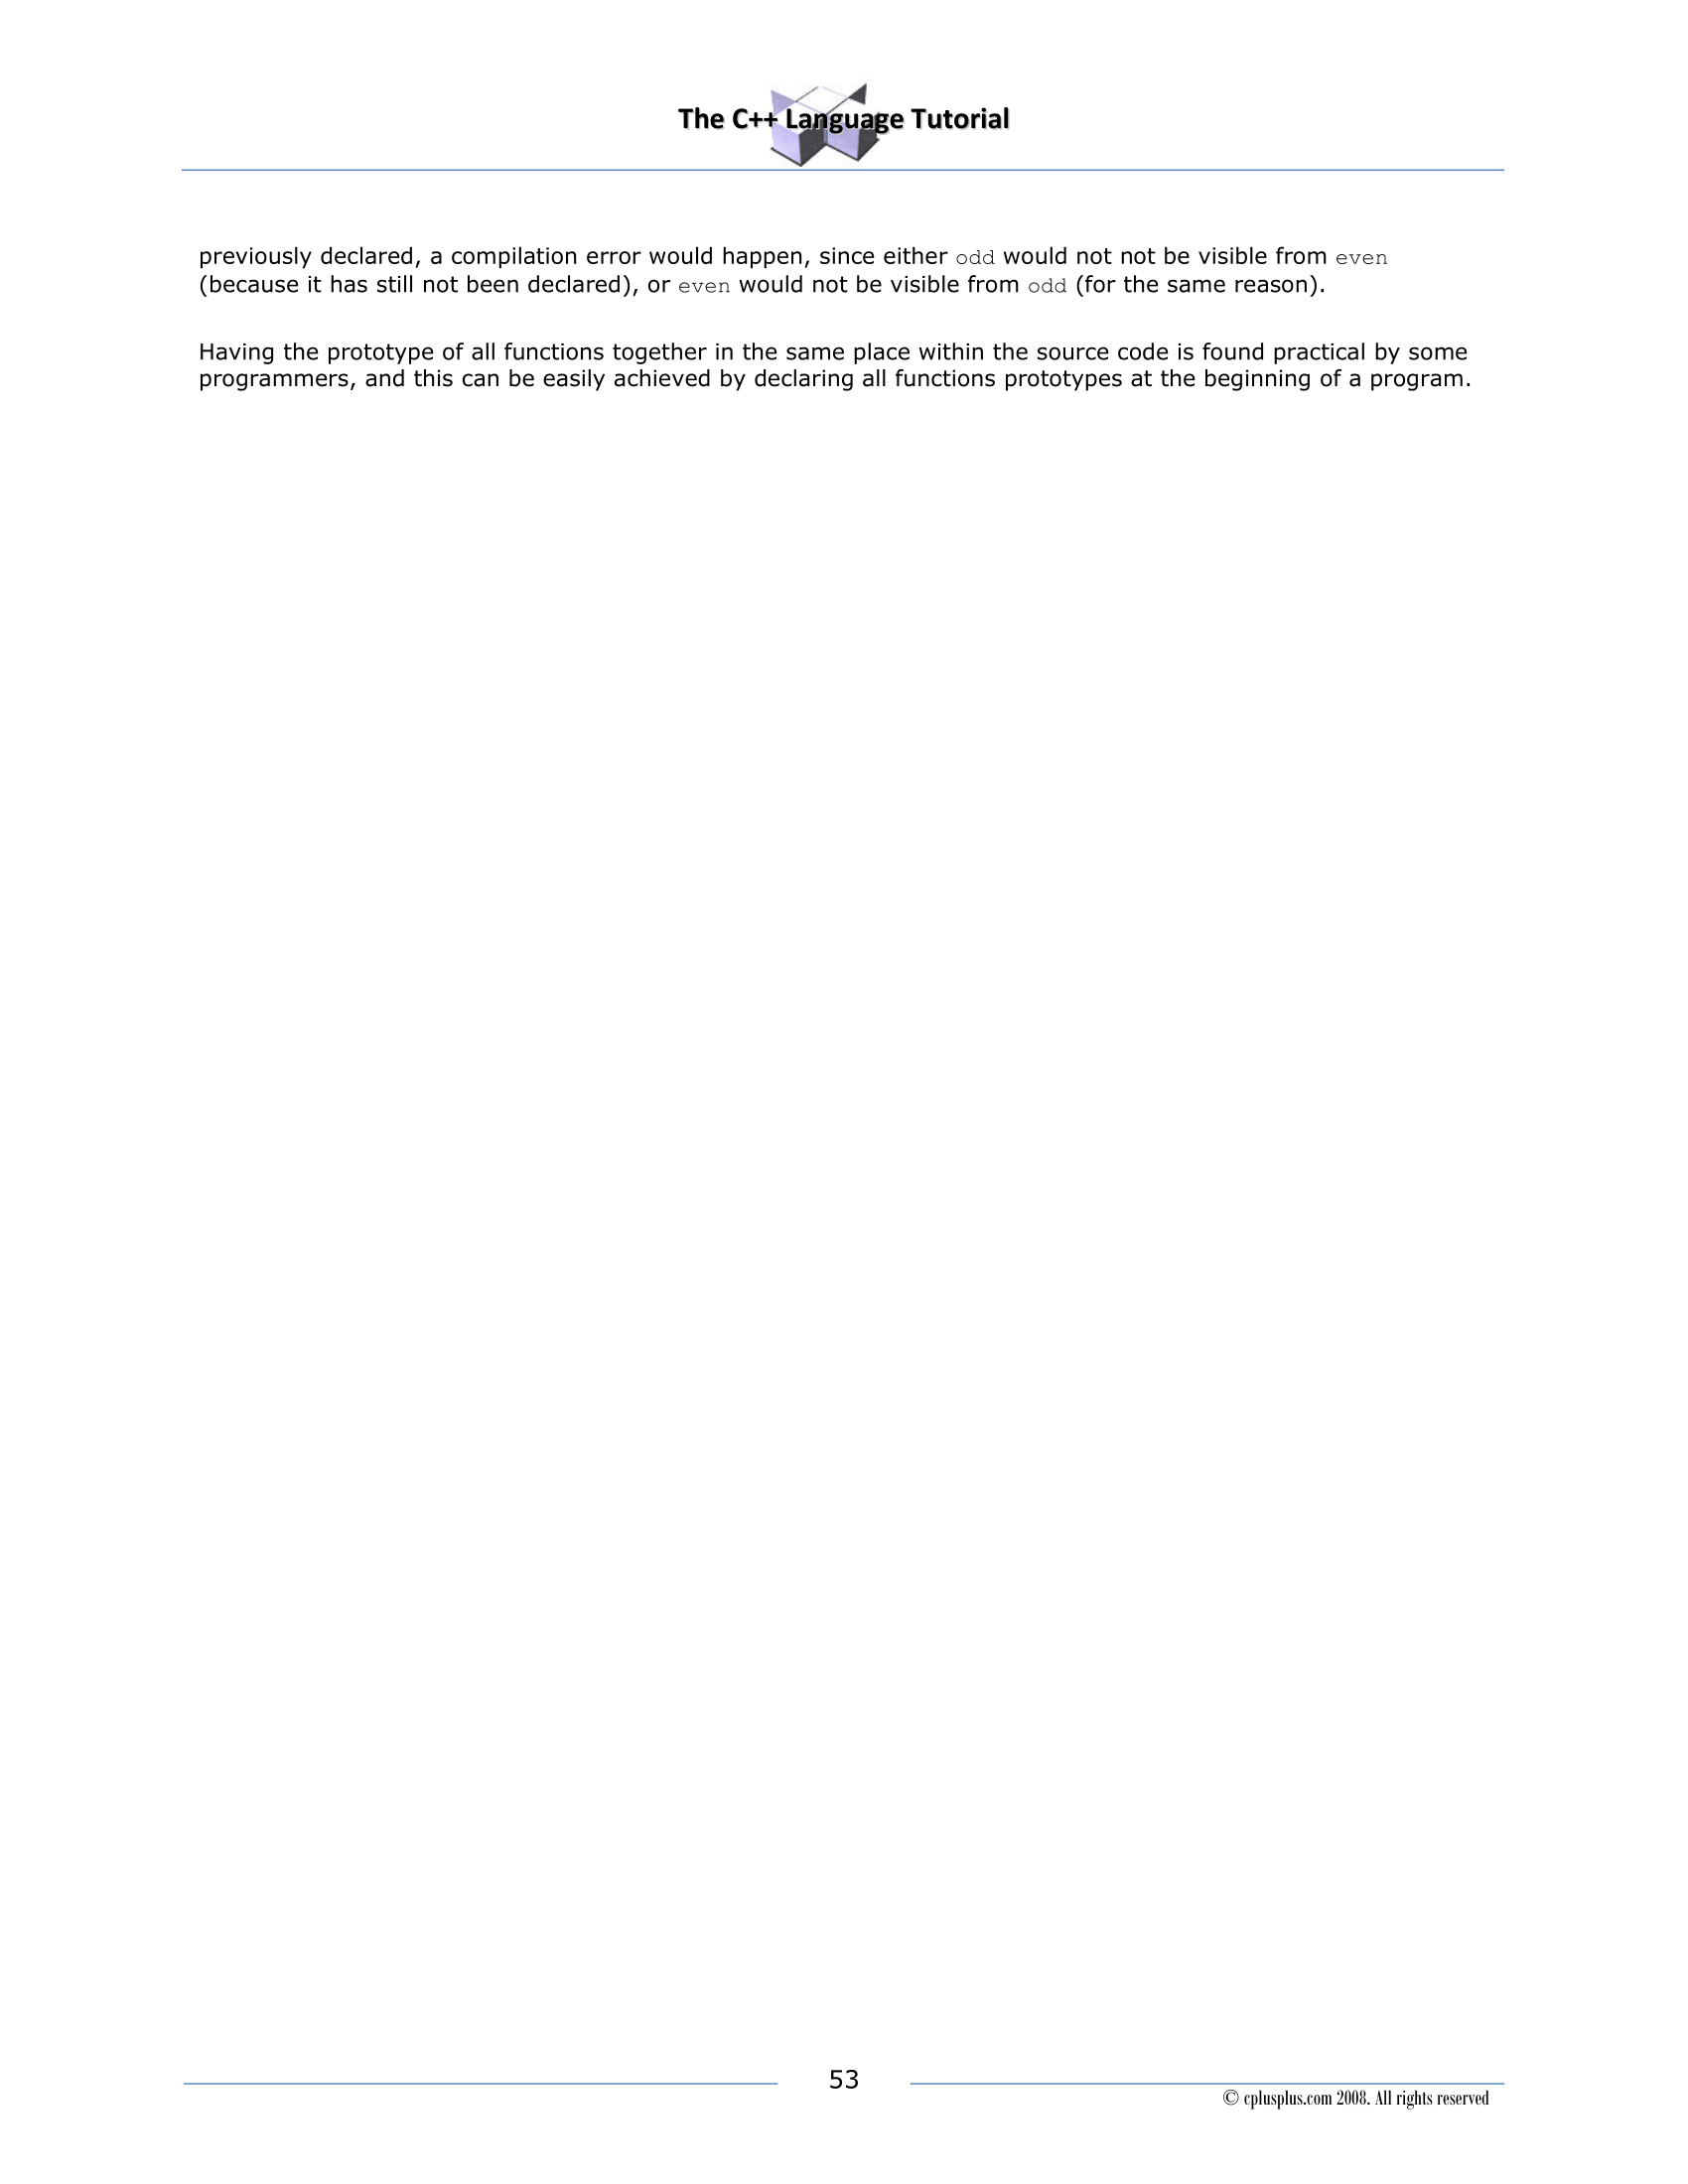 The C++ Language Tutorial
previously declared, a compilation error would happen, since either odd would not not be visible from even
(because it has still not been declared), or even would not be visible from odd (for the same reason).
Having the prototype of all functions together in the same place within the source code is found practical by some
programmers, and this can be easily achieved by declaring all functions prototypes at the beginning of a program.
53
© cplusplus.com 2008. All rights reserved